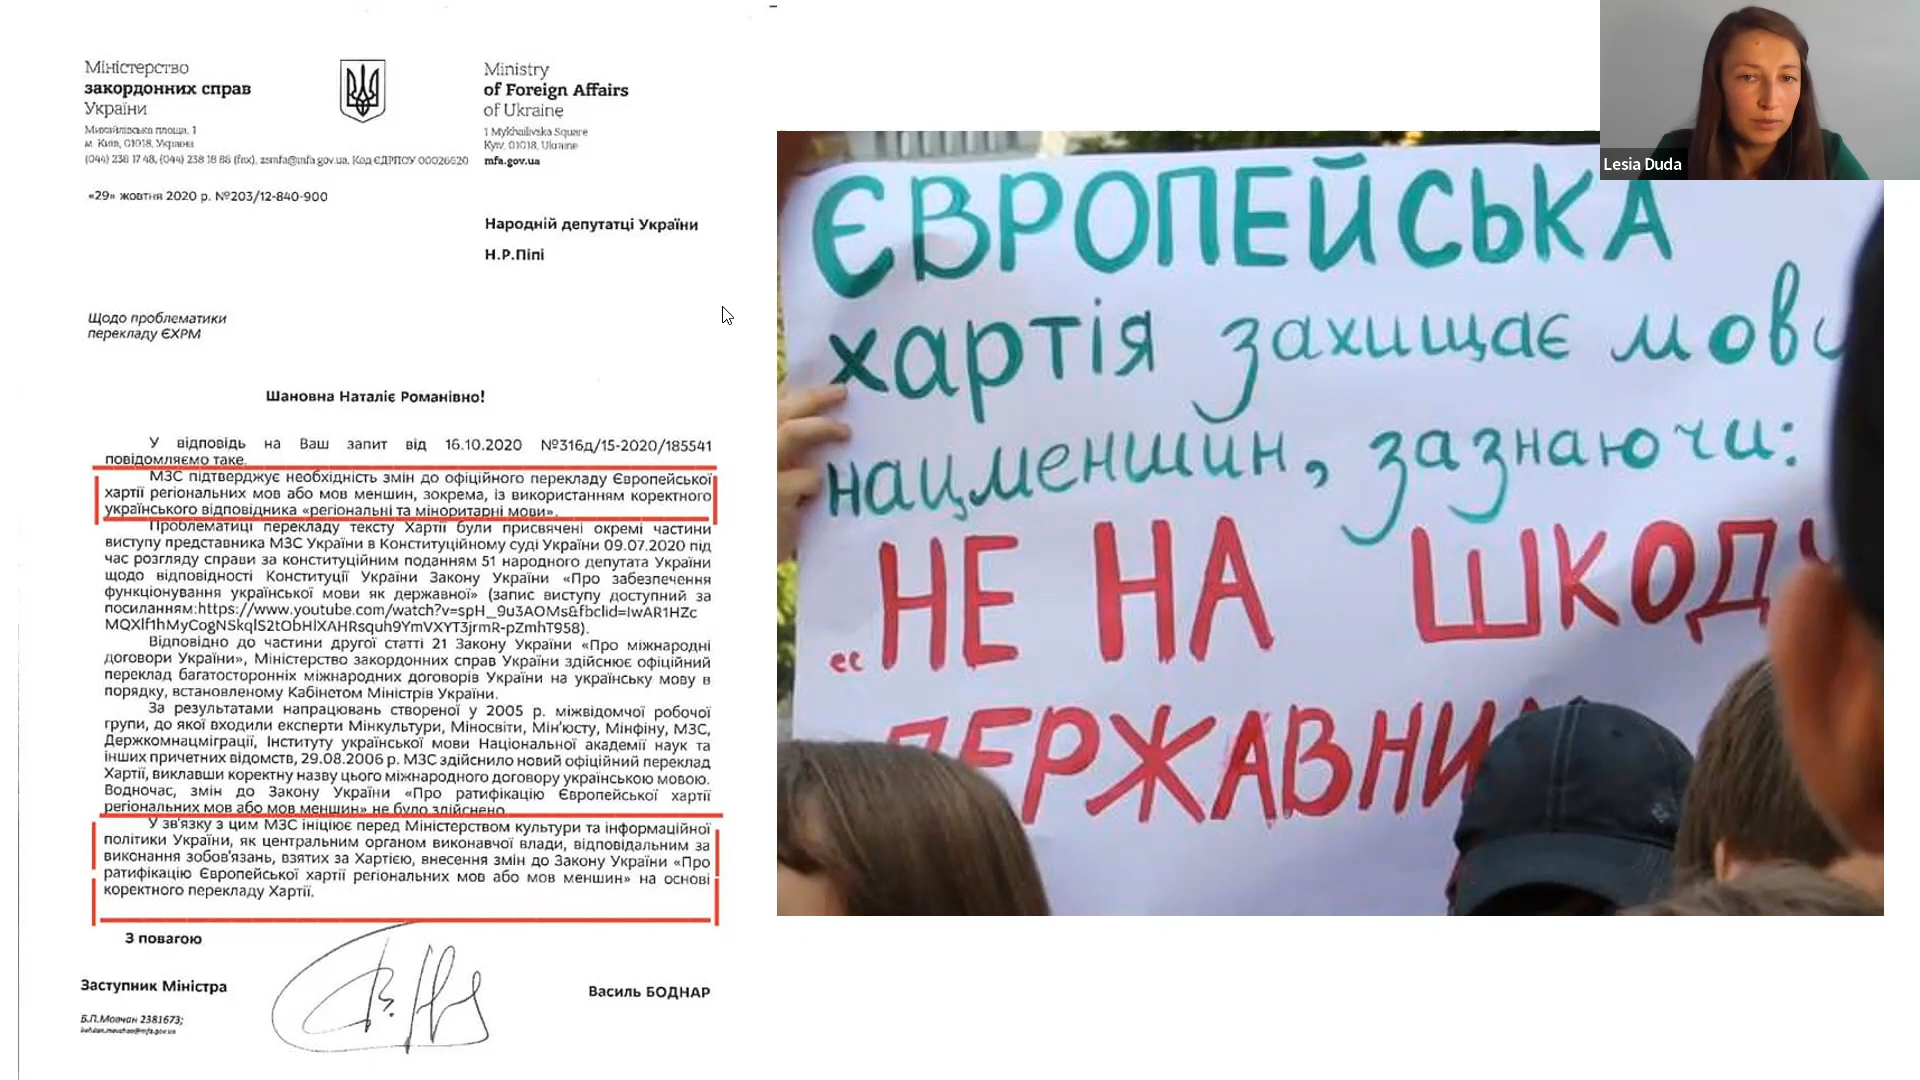 Міністерство
закордонних справ
України
Михайлівська площа, 1
м. Київ, 01018, Україна
(044) 238 17 48, (044) 238 18 88 (fax), zsmfa@mfa.gov.ua, Код ЄДРПОУ 00026620
Ministry
of Foreign Affairs
of Ukraine
1 Mykhailivska Square
Kyiv, 01018, Ukraine
mfa.gov.ua
«29» жовтня 2020 р. №203/12-840-900
Народній депутатці України
Н.Р.Піпі
Щодо проблематики
перекладу ЄХРМ
Шановна Наталіє Романівно!
У відповідь на Ваш запит від 16.10.2020 №316д/15-2020/185541
повідомляємо таке.
МЗС підтверджує необхідність змін до офіційного перекладу Європейської
хартії регіональних мов або мов меншин, зокрема, із використанням коректного
українського відповідника «регіональні та міноритарні мови».
Проблематиці перекладу тексту Хартії були присвячені окремі частини
виступу представника МЗС України в Конституційному суді України 09.07.2020 під
час розгляду справи за конституційним поданням 51 народного депутата України
щодо відповідності Конституції України Закону України «Про забезпечення
функціонування української мови як державної» (запис виступу доступний за
посиланням:https://www.youtube.com/watch?v=spH_9u3AOMs&fbclid=IwAR1HZc
MQXlf1hMyCogNSkqlS2tObHlXAHRsquh9YmVXYT3jrmR-pZmhT958).
Відповідно до частини другої статті 21 Закону України «Про міжнародні
договори України», Міністерство закордонних справ України здійснює офіційний
переклад багатосторонніх міжнародних договорів України на українську мову в
порядку, встановленому Кабінетом Міністрів України.
За результатами напрацювань створеної у 2005 р. міжвідомчої робочої
групи, до якої входили експерти Мінкультури, Міносвіти, Мін'юсту, Мінфіну, МЗС,
Держкомнацміграції, Інституту української мови Національної академії наук та
інших причетних відомств, 29.08.2006 р. МЗС здійснило новий офіційний переклад
Хартії, виклавши коректну назву цього міжнародного договору українською мовою.
Водночас, змін до Закону України «Про ратифікацію Європейської хартії
регіональних мов або мов меншин» не було здійснено.
У зв'язку з цим МЗС ініціює перед Міністерством культури та інформаційної
політики України, як центральним органом виконавчої влади, відповідальним за
виконання зобов'язань, взятих за Хартією, внесення змін до Закону України «Про
ратифікацію Європейської хартії регіональних мов або мов меншин» на основі
коректного перекладу Хартії.
З повагою
Заступник Міністра
Василь БОДНАР
Б.П.Мовчан 2381673;
bohdan.movchan@mfa.gov.ua
ЄВРОПЕЙСЬКА
хартія захищає мови
нацменшин, зазнаючи:
„НЕ НА ШКОДУ
ДЕРЖАВНИ
Lesia Duda